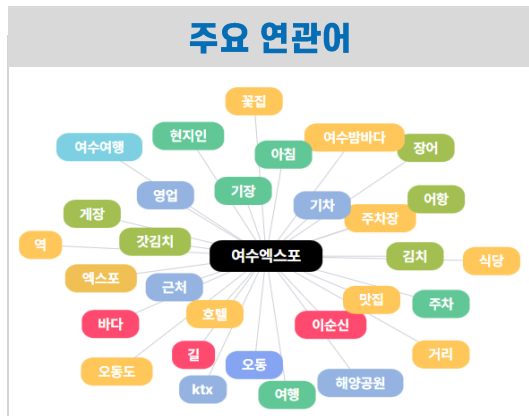 주요 연관어
꽃집
현지인
여수밤바다
여수여행
아침
장어
영업
기장
기차
어항
게장
주차장
역
갓김치
여수엑스포
김치
식당
엑스포
근처
맛집
주차
바다
호텔
이순신
오동도
길
오동
거리
ktx
여행
해양공원